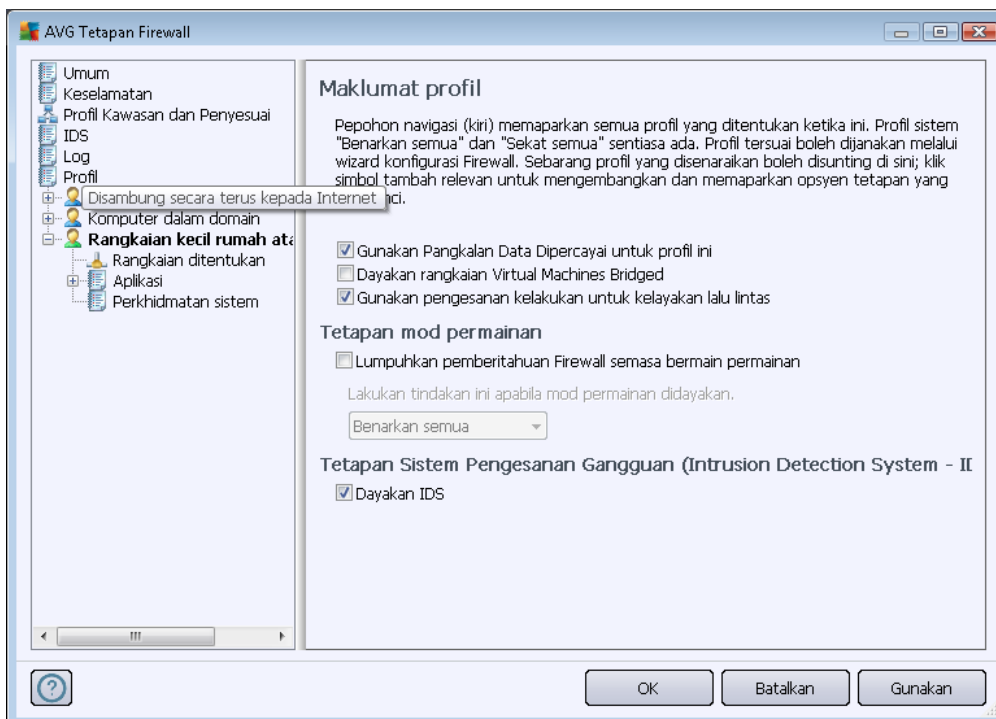 AVG Tetapan Firewall
Umum
Keselamatan
Profil Kawasan dan Penyesuai
IDS
Log
Profil
Disambung secara terus kepada Internet
Komputer dalam domain
Rangkaian kecil rumah ata
Rangkaian ditentukan
Aplikasi
Perkhidmatan sistem
Maklumat profil
Pepohon navigasi (kiri) memaparkan semua profil yang ditentukan ketika ini. Profil sistem
"Benarkan semua" dan "Sekat semua" sentiasa ada. Profil tersuai boleh dijanakan melalui
wizard konfigurasi Firewall. Sebarang profil yang disenaraikan boleh disunting di sini; klik
simbol tambah relevan untuk mengembangkan dan memaparkan opsyen tetapan yang
nci.
Gunakan Pangkalan Data Dipercayai untuk profil ini
Dayakan rangkaian Virtual Machines Bridged
Gunakan pengesanan kelakukan untuk kelayakan lalu lintas
Tetapan mod permainan
Lumpuhkan pemberitahuan Firewall semasa bermain permainan
Lakukan tindakan ini apabila mod permainan didayakan.
Benarkan semua
Tetapan Sistem Pengesanan Gangguan (Intrusion Detection System - II
Dayakan IDS
OK
Batalkan
Gunakan